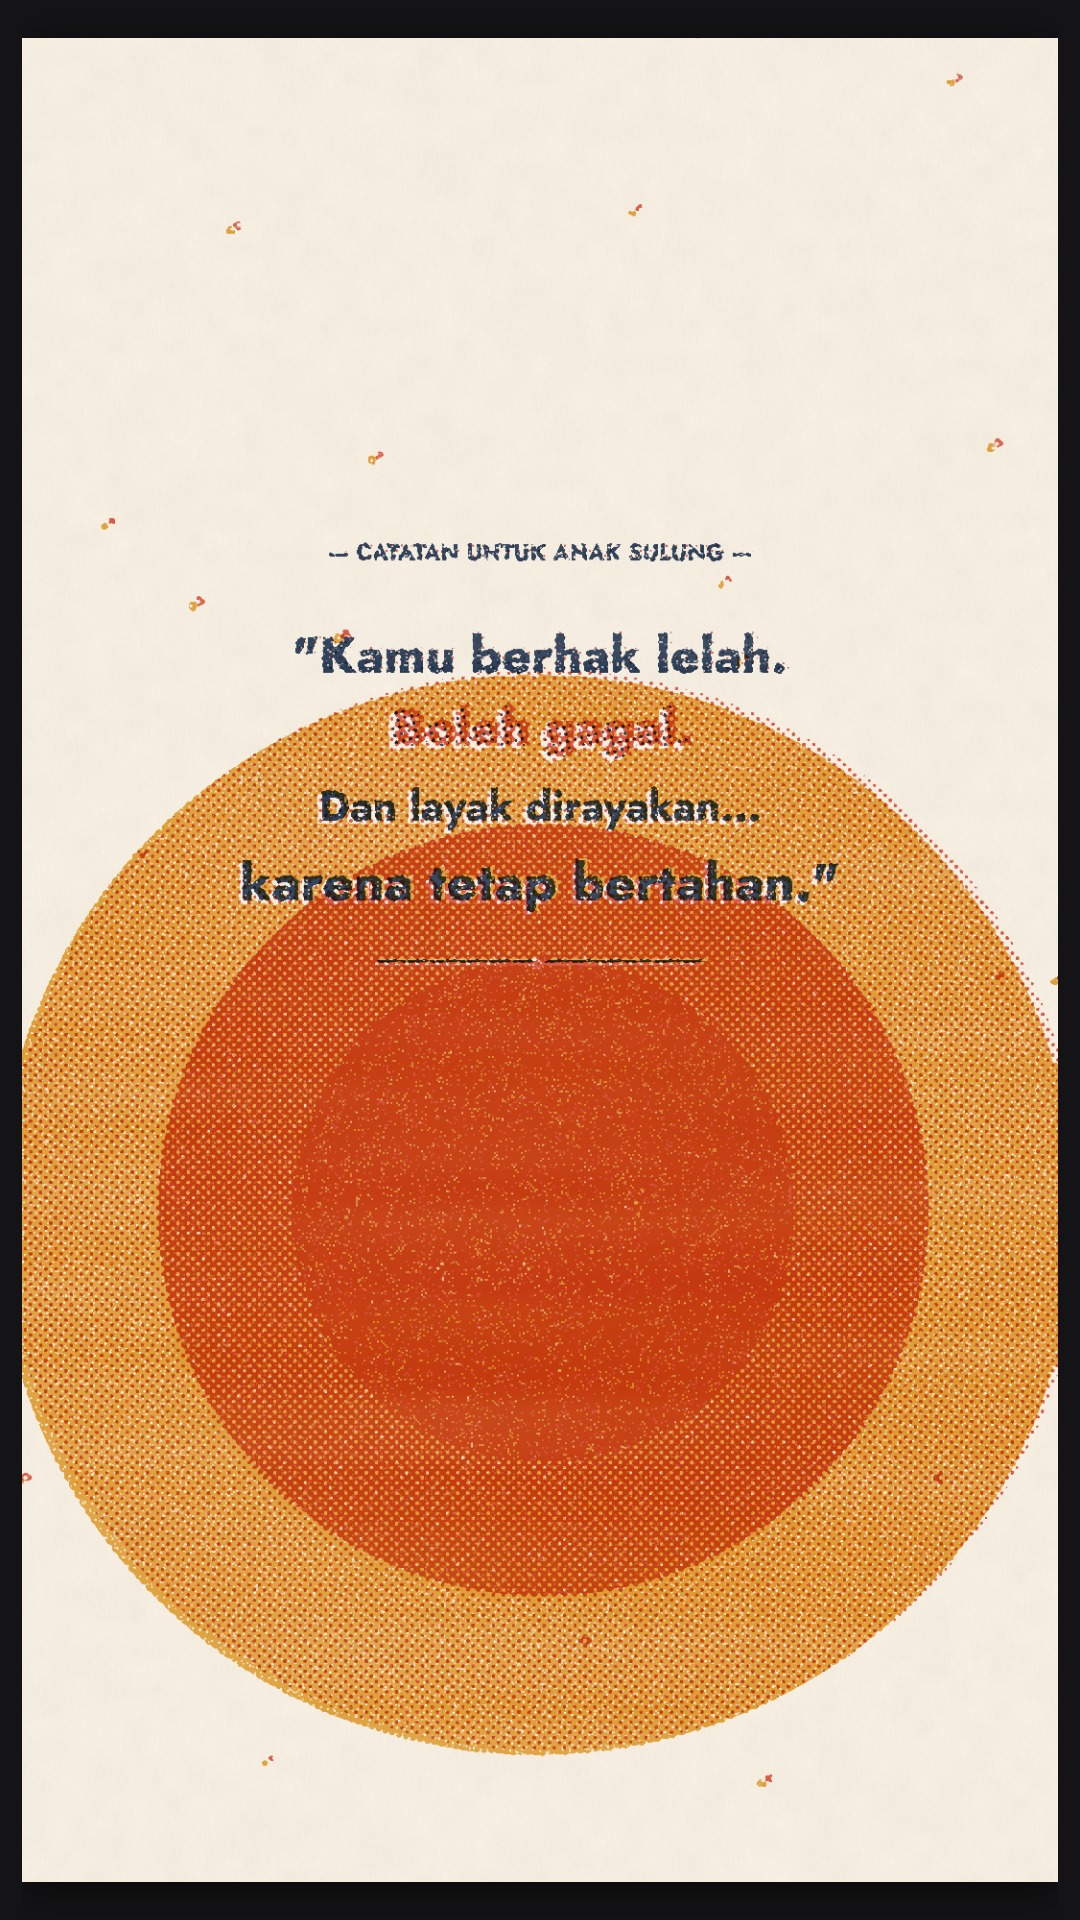 — CATATAN UNTUK ANAK SULUNG —
"Kamu berhak lelah.
Boleh gagal.
Dan layak dirayakan...
karena tetap bertahan."